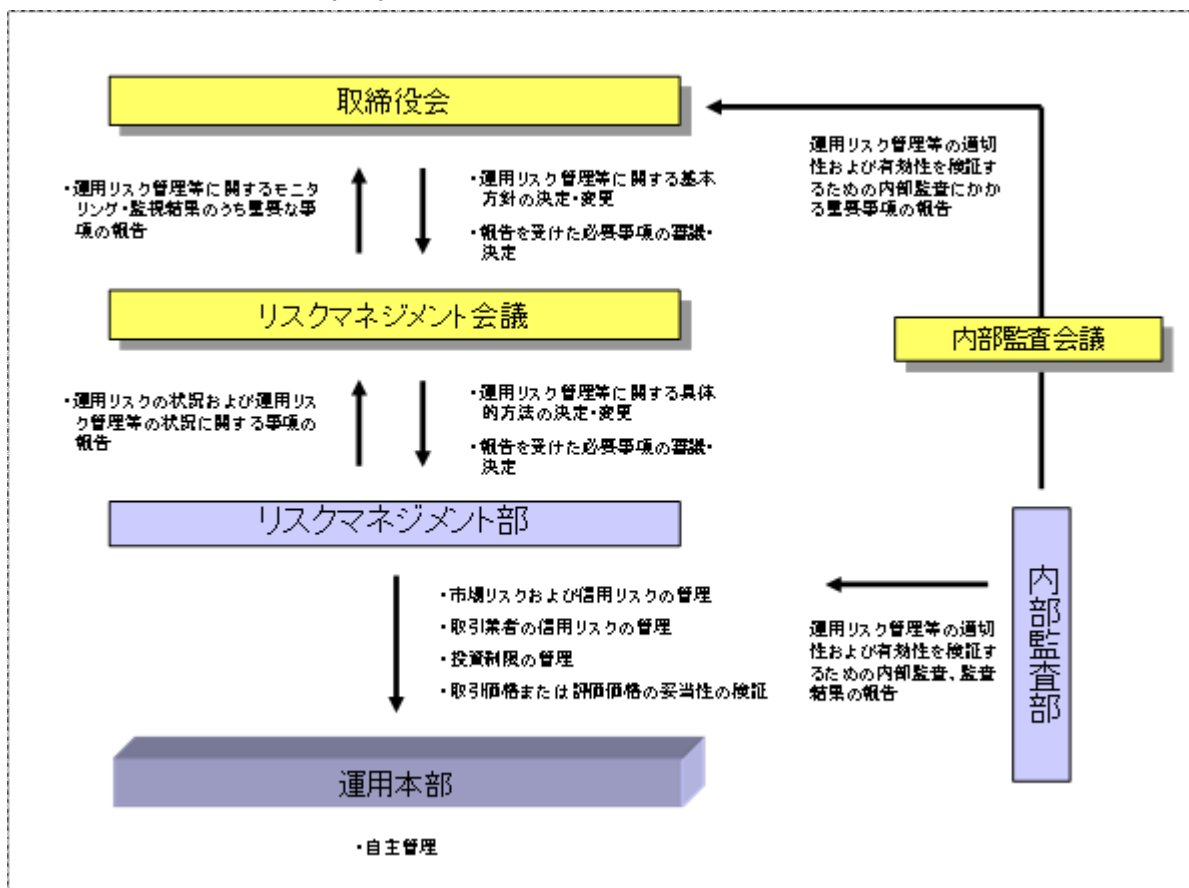 取締役会
・運用リスク管理等に関するモニ
タリング・監視結果のうち重要な事
項の報告
・運用リスク管理等に関する基本
方針の決定・変更
・報告を受けた必要事項の審議・
決定
運用リスク管理等の適切
性および有効性を検証す
るための内部監査にかか
る重要事項の報告
リスクマネジメント会議
内部監査会議
・運用リスクの状況および運用リス
ク管理等の状況に関する事項の
報告
・運用リスク管理等に関する具体
的方法の決定・変更
・報告を受けた必要事項の審議・
決定
リスクマネジメント部
・市場リスクおよび信用リスクの管理
・取引業者の信用リスクの管理
・投資制限の管理
・取引価格または評価価格の妥当性の検証
運用リスク管理等の適切
性および有効性を検証す
るための内部監査、監査
結果の報告
内部監査部
運用本部
・自主管理